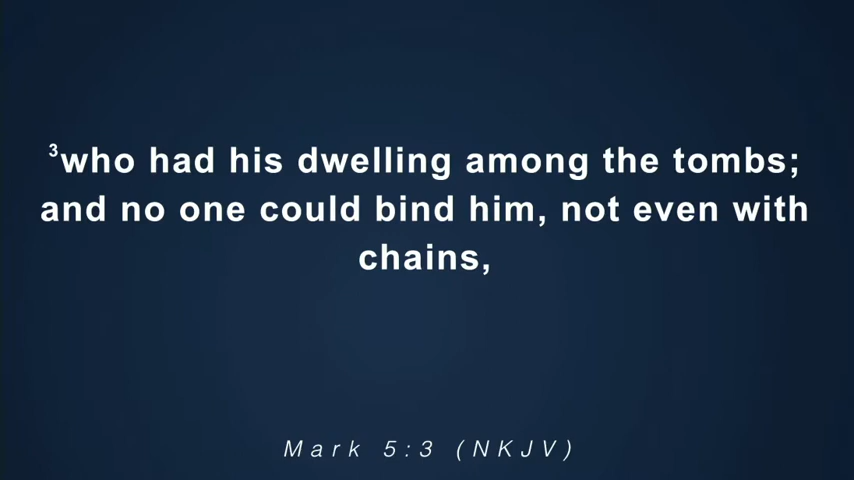 ³who had his dwelling among the tombs;
and no one could bind him, not even with
chains,
Mark 5:3 (NKJV)